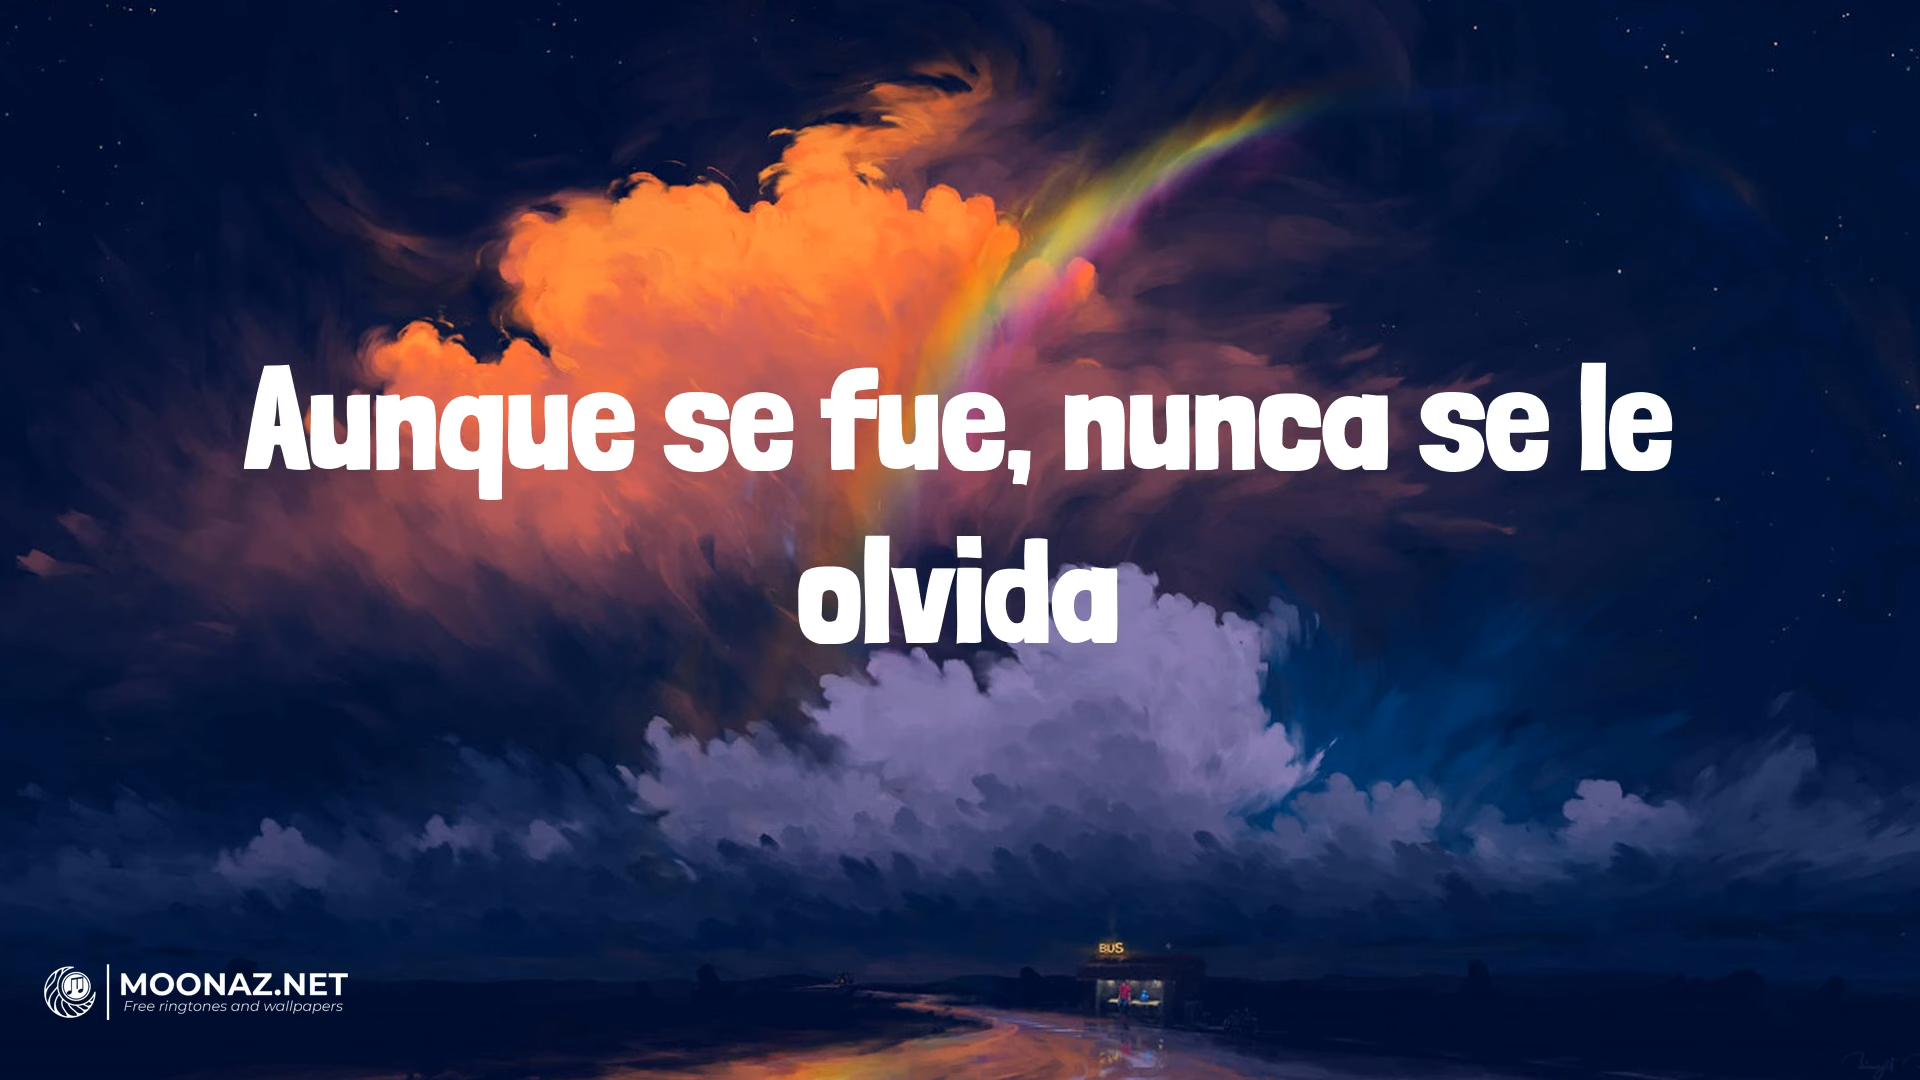 Aunque se fue, nunca se le
olvida
BUS
MOONAZ.NET
Free ringtones and wallpapers